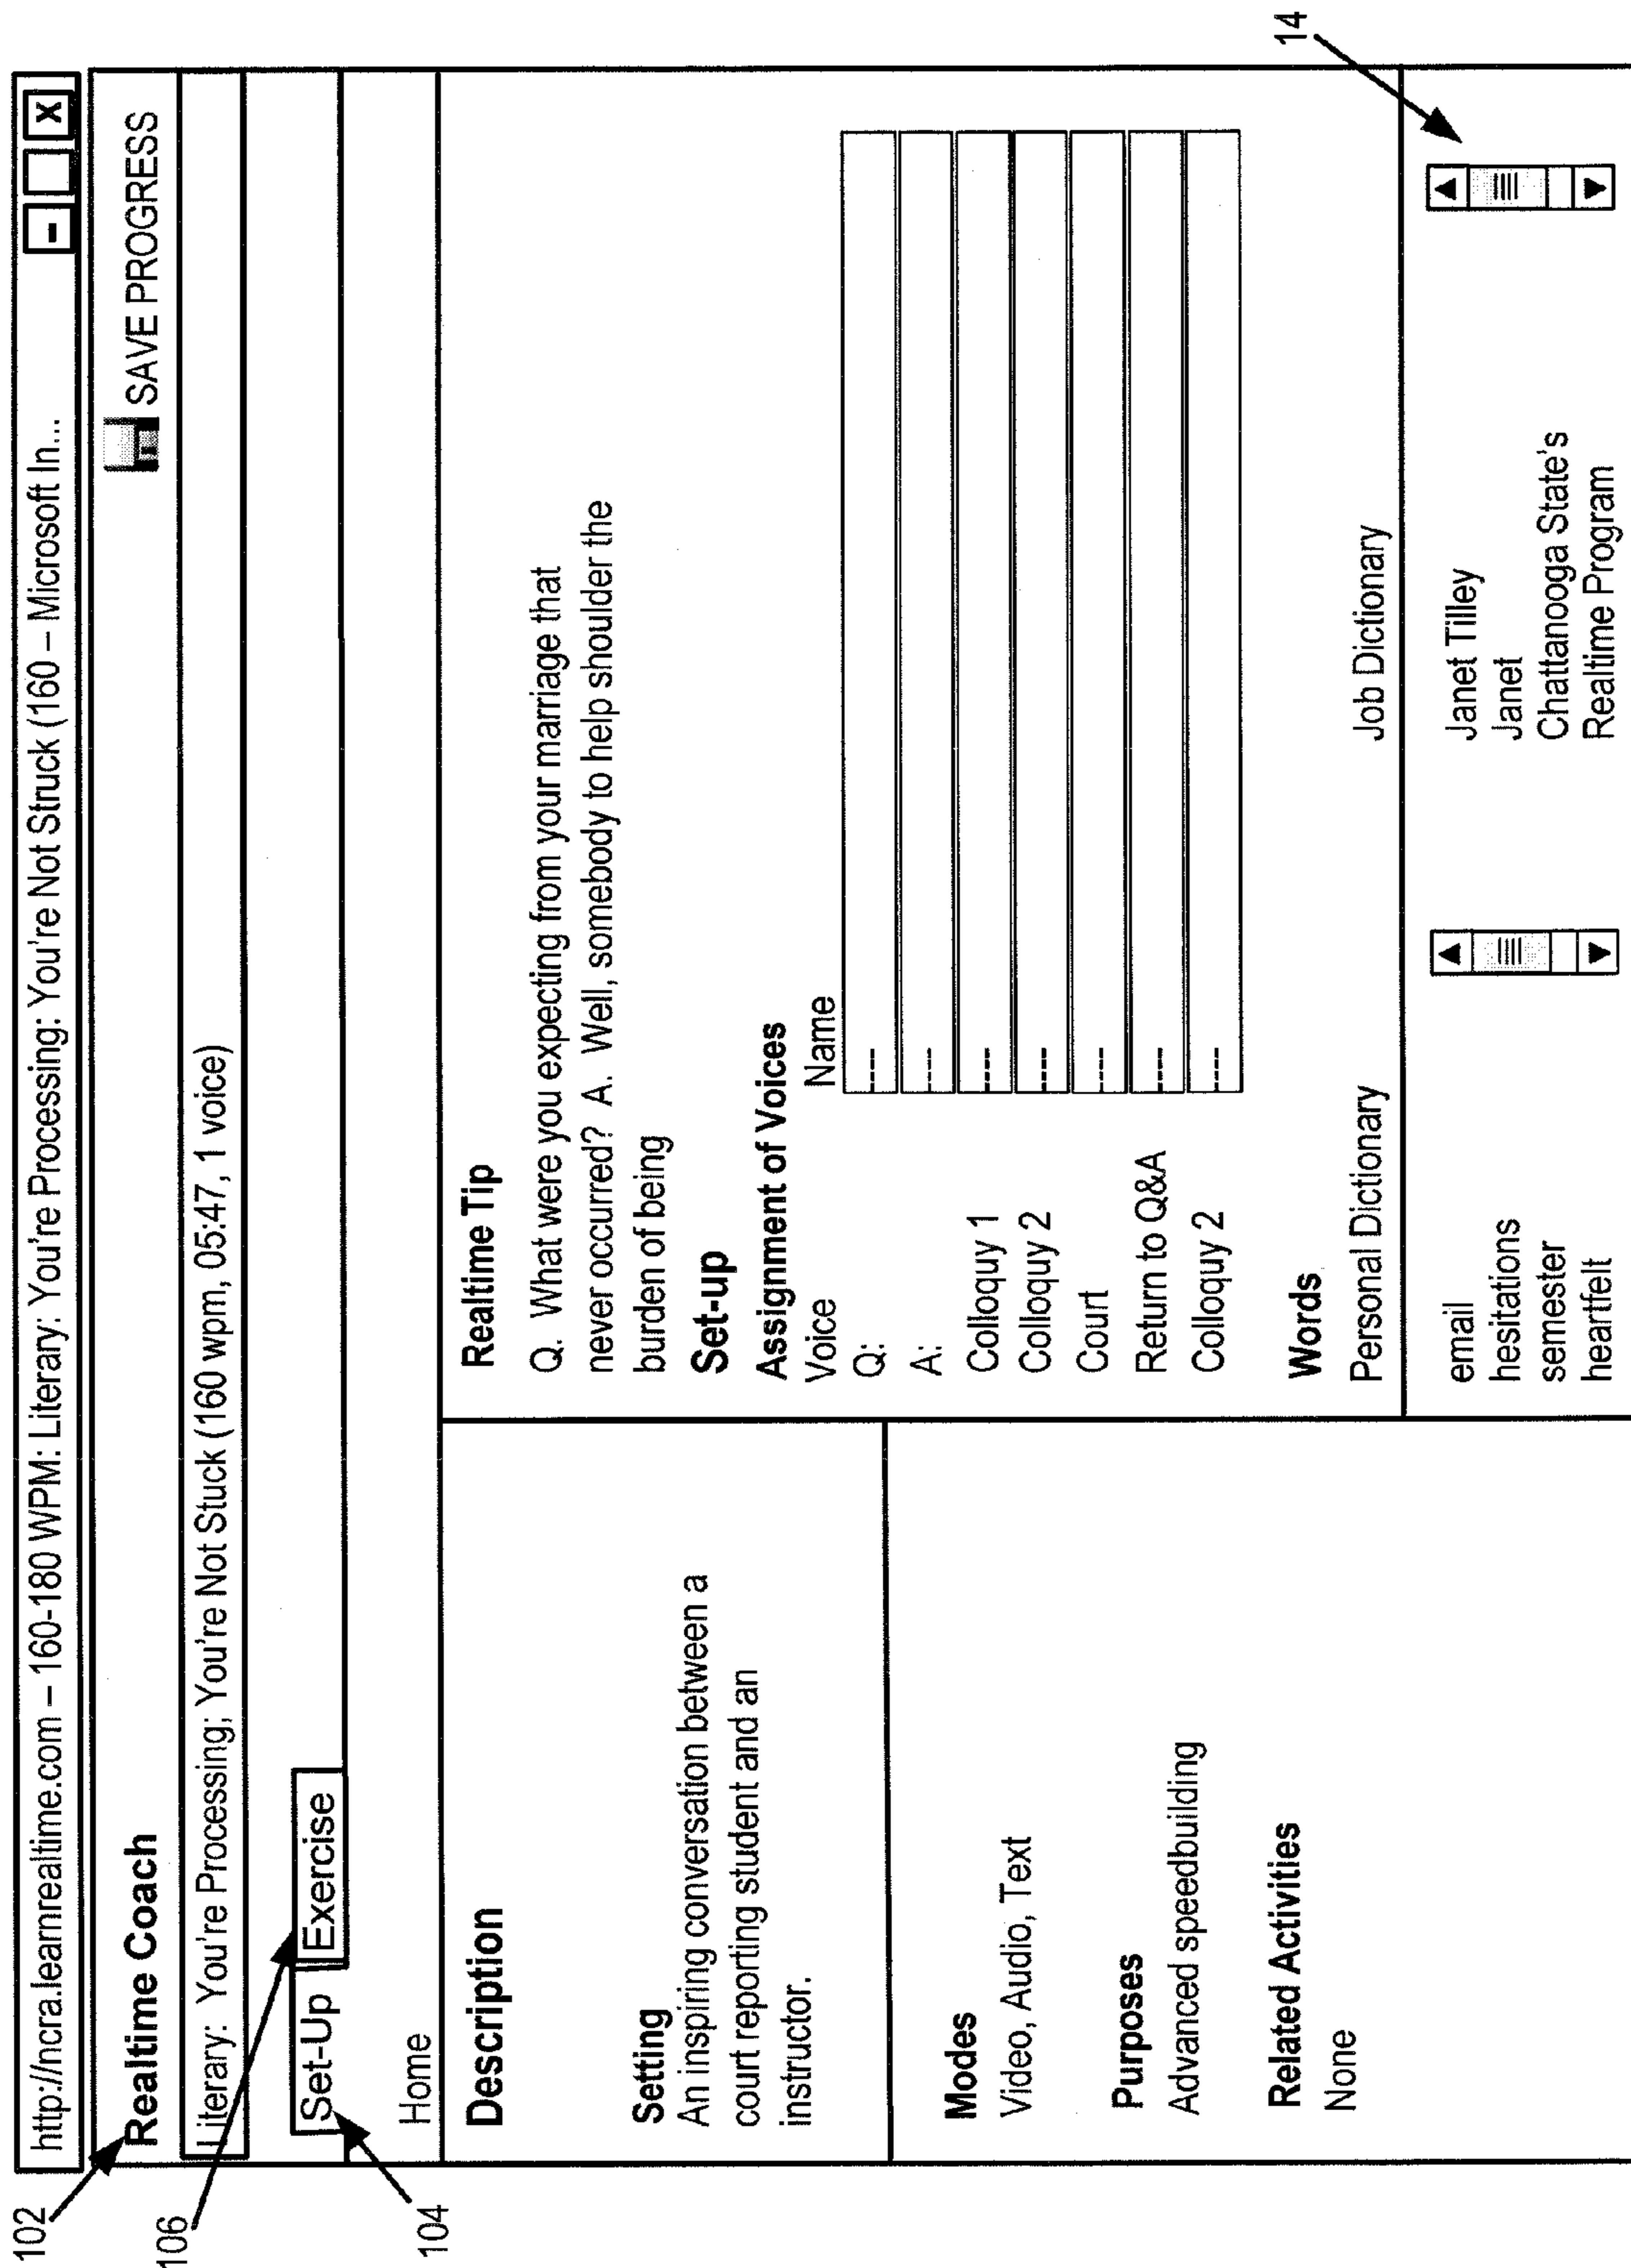 http://ncra.learnrealtime.com – 160-180 WPM: Literary: You're Processing: You're Not Struck (160 – Microsoft In...
- X
102
Realtime Coach
SAVE PROGRESS
Literary: You're Processing; You're Not Stuck (160 wpm, 05:47, 1 voice)
106
Set-Up
Exercise
104
Home
Description
Setting
An inspiring conversation between a
court reporting student and an
instructor.
Modes
Video, Audio, Text
Purposes
Advanced speedbuilding
Related Activities
None
Realtime Tip
Q. What were you expecting from your marriage that
never occurred? A. Well, somebody to help shoulder the
burden of being
Set-up
Assignment of Voices
Voice Name
Q: ----
A: ----
Colloquy 1 ----
Colloquy 2 ----
Court ----
Return to Q&A ----
Colloquy 2 ----
Words
Personal Dictionary
email
hesitations
semester
heartfelt
Job Dictionary
Janet Tilley
Janet
Chattanooga State's
Realtime Program
14